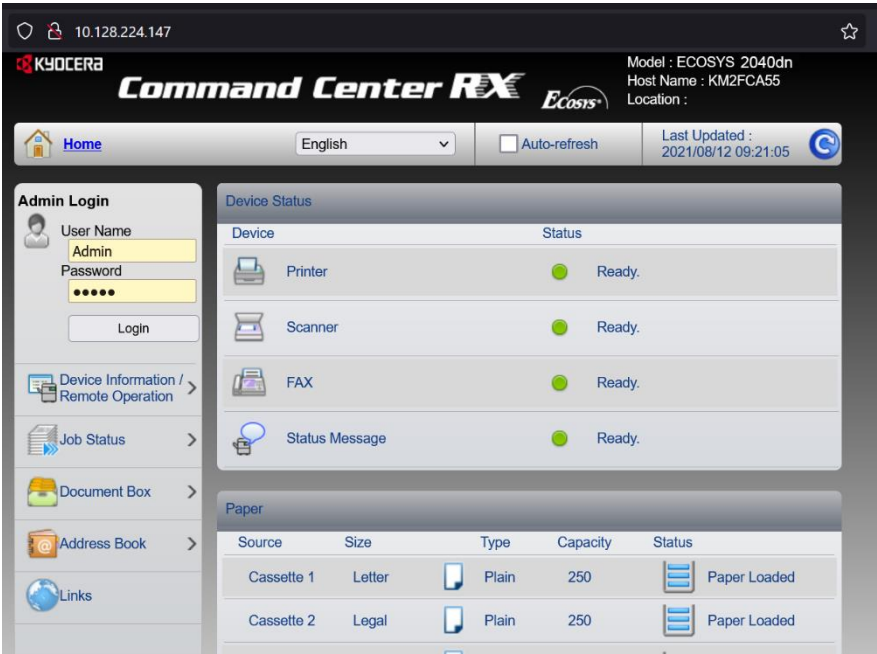 10.128.224.147
KYOCERA
Command Center RX
Ecosys
Model : ECOSYS 2040dn
Host Name : KM2FCA55
Location :
Home
English
Auto-refresh
Last Updated :
2021/08/12 09:21:05
Admin Login
User Name
Admin
Password
•••••
Login
Device Information /
Remote Operation
Job Status
Document Box
Address Book
Links
Device Status
Device Status
Printer Ready.
Scanner Ready.
FAX Ready.
Status Message Ready.
Paper
Source Size Type Capacity Status
Cassette 1 Letter Plain 250 Paper Loaded
Cassette 2 Legal Plain 250 Paper Loaded